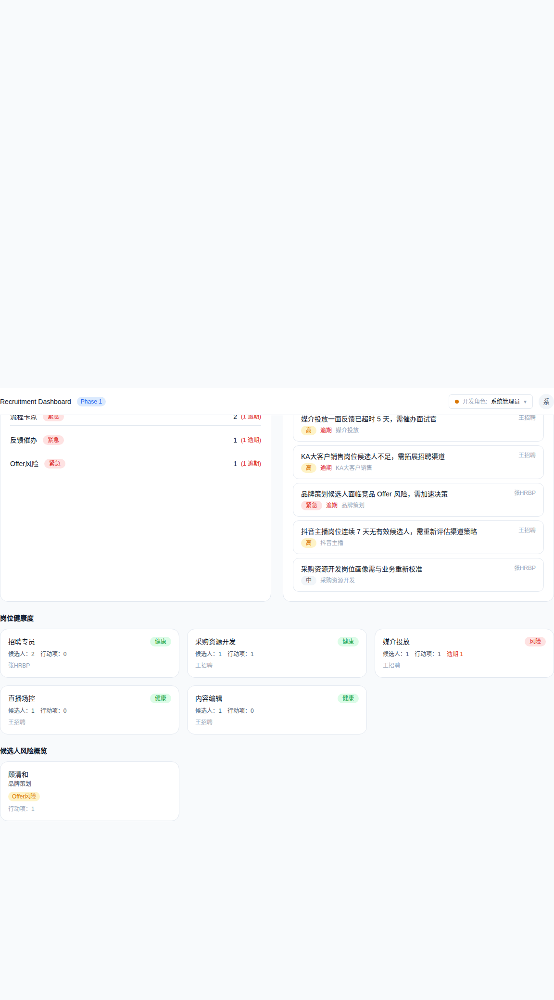 Recruitment Dashboard Phase 1 开发角色: 系统管理员 ▾ 系
流程卡点 紧急 2 (1 逾期)
反馈催办 紧急 1 (1 逾期)
Offer风险 紧急 1 (1 逾期)
媒介投放一面反馈已超时 5 天，需催办面试官 王招聘
高 逾期 媒介投放
KA大客户销售岗位候选人不足，需拓展招聘渠道 王招聘
高 逾期 KA大客户销售
品牌策划候选人面临竞品 Offer 风险，需加速决策 张HRBP
紧急 逾期 品牌策划
抖音主播岗位连续 7 天无有效候选人，需重新评估渠道策略 王招聘
高 抖音主播
采购资源开发岗位画像需与业务重新校准 张HRBP
中 采购资源开发
岗位健康度
招聘专员 健康
候选人：2 行动项：0
张HRBP
采购资源开发 健康
候选人：1 行动项：1
王招聘
媒介投放 风险
候选人：1 行动项：1 逾期 1
王招聘
直播场控 健康
候选人：1 行动项：0
王招聘
内容编辑 健康
候选人：1 行动项：0
王招聘
候选人风险概览
顾清和
品牌策划
Offer风险
行动项：1